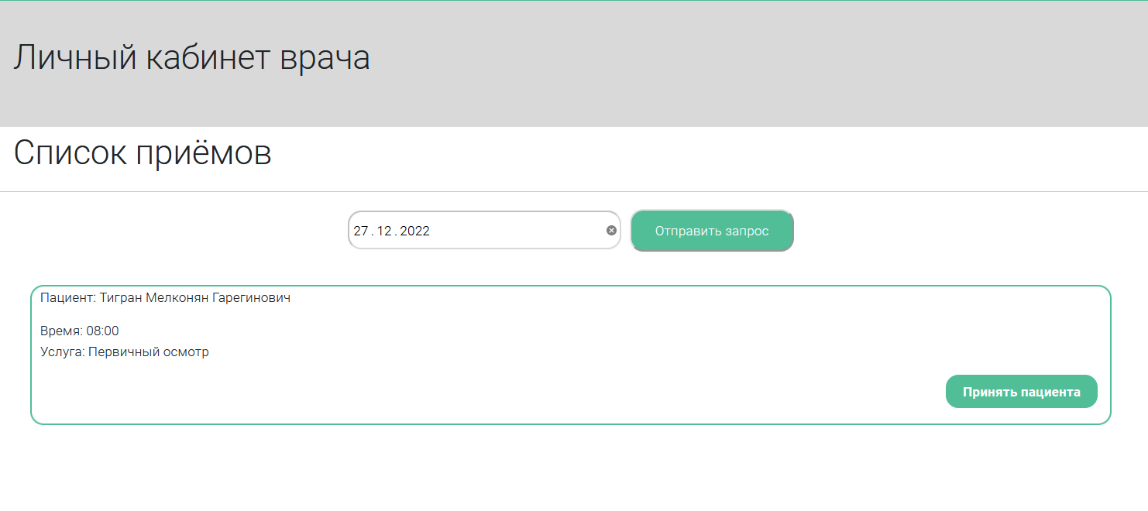 Личный кабинет врача
Список приёмов
27.12.2022
Отправить запрос
Пациент: Тигран Мелконян Гарегинович
Время: 08:00
Услуга: Первичный осмотр
Принять пациента